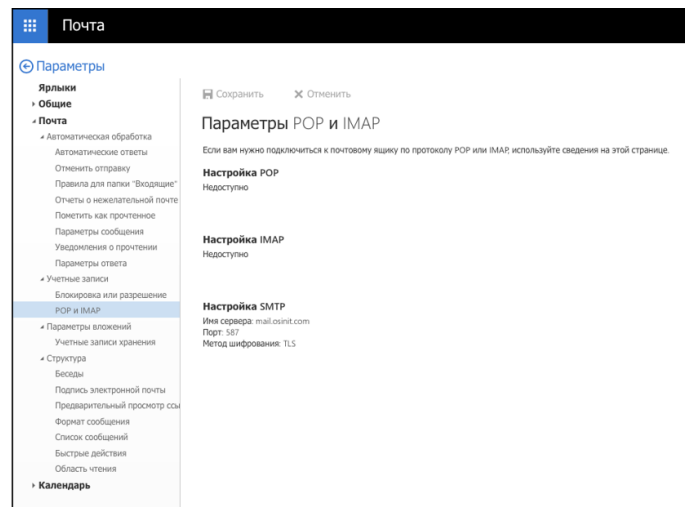 Почта
Параметры
Ярлыки
Общие
Почта
Автоматическая обработка
Автоматические ответы
Отменить отправку
Правила для папки "Входящие"
Отчеты о нежелательной почте
Пометить как прочтенное
Параметры сообщения
Уведомления о прочтении
Параметры ответа
Учетные записи
Блокировка или разрешение
POP и IMAP
Параметры вложений
Учетные записи хранения
Структура
Беседы
Подпись электронной почты
Предварительный просмотр ссы
Формат сообщения
Список сообщений
Быстрые действия
Область чтения
Календарь
Сохранить Отменить
Параметры POP и IMAP
Если вам нужно подключиться к почтовому ящику по протоколу POP или IMAP, используйте сведения на этой странице.
Настройка POP
Недоступно
Настройка IMAP
Недоступно
Настройка SMTP
Имя сервера: mail.osinit.com
Порт: 587
Метод шифрования: TLS